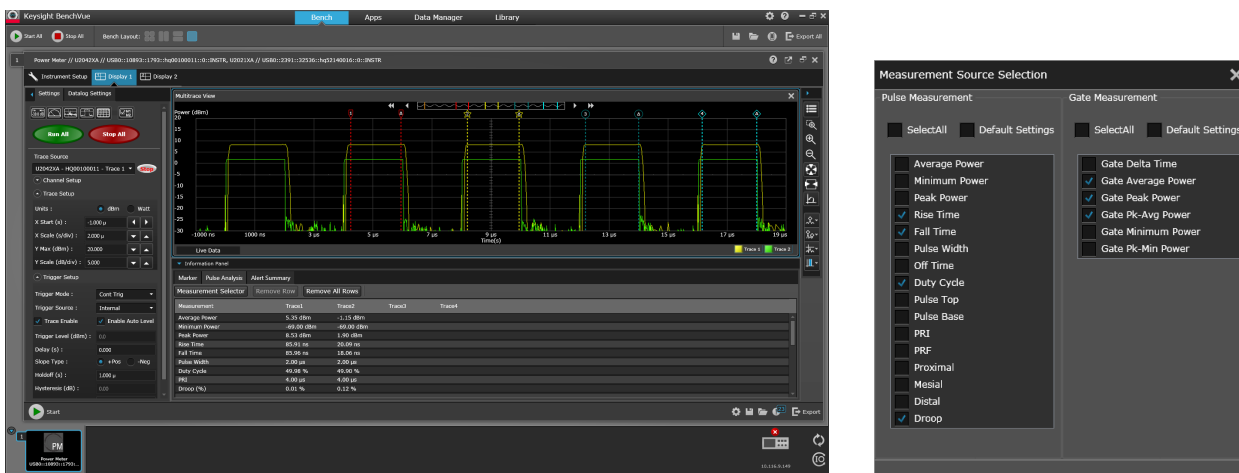 Keysight BenchVue
Bench Apps Data Manager Library
Start All Stop All Bench Layout: Export All
1 Power Meter // U2042XA // USB0::10893::1793::hq00100011::0::INSTR, U2021XA // USB0::2391::32536::hq52140016::0::INSTR
Instrument Setup Display 1 Display 2
Settings Datalog Settings
Run All Stop All
Trace Source
U2042XA - HQ00100011 - Trace 1 Stop
Channel Setup
Trace Setup
Units : dBm Watt
X Start (s) : -1.000 µ
X Scale (s/div) : 2.000 µ
Y Max (dBm) : 20.000
Y Scale (dB/div) : 5.000
Trigger Setup
Trigger Mode : Cont Trig
Trigger Source : Internal
Trace Enable Enable Auto Level
Trigger Level (dBm) : 0.0
Delay (s) : 0.000
Slope Type : +Pos -Neg
Holdoff (s) : 1.000 µ
Hysteresis (dB) : 0.00
Multitrace View
Power (dBm)
20
15
10
5
0
-5
-10
-15
-20
-25
-30
-1000 ns 1000 ns 3 µs 5 µs 7 µs 9 µs 11 µs 13 µs 15 µs 17 µs 19 µs
Time(s)
Live Data Trace 1 Trace 2
Information Panel
Marker Pulse Analysis Alert Summary
Measurement Selector Remove Row Remove All Rows
Measurement Trace1 Trace2 Trace3 Trace4
Average Power 5.35 dBm -1.15 dBm
Minimum Power -69.00 dBm -69.00 dBm
Peak Power 8.53 dBm 1.90 dBm
Rise Time 85.91 ns 20.09 ns
Fall Time 85.96 ns 18.06 ns
Pulse Width 2.00 µs 2.00 µs
Duty Cycle 49.98 % 49.90 %
PRI 4.00 µs 4.00 µs
Droop (%) 0.01 % 0.12 %
Start Export
1
PM
Power Meter
USB0::10893::1793:...
10.116.9.149
Measurement Source Selection
Pulse Measurement
SelectAll Default Settings
Average Power
Minimum Power
Peak Power
Rise Time
Fall Time
Pulse Width
Off Time
Duty Cycle
Pulse Top
Pulse Base
PRI
PRF
Proximal
Mesial
Distal
Droop
Gate Measurement
SelectAll Default Settings
Gate Delta Time
Gate Average Power
Gate Peak Power
Gate Pk-Avg Power
Gate Minimum Power
Gate Pk-Min Power